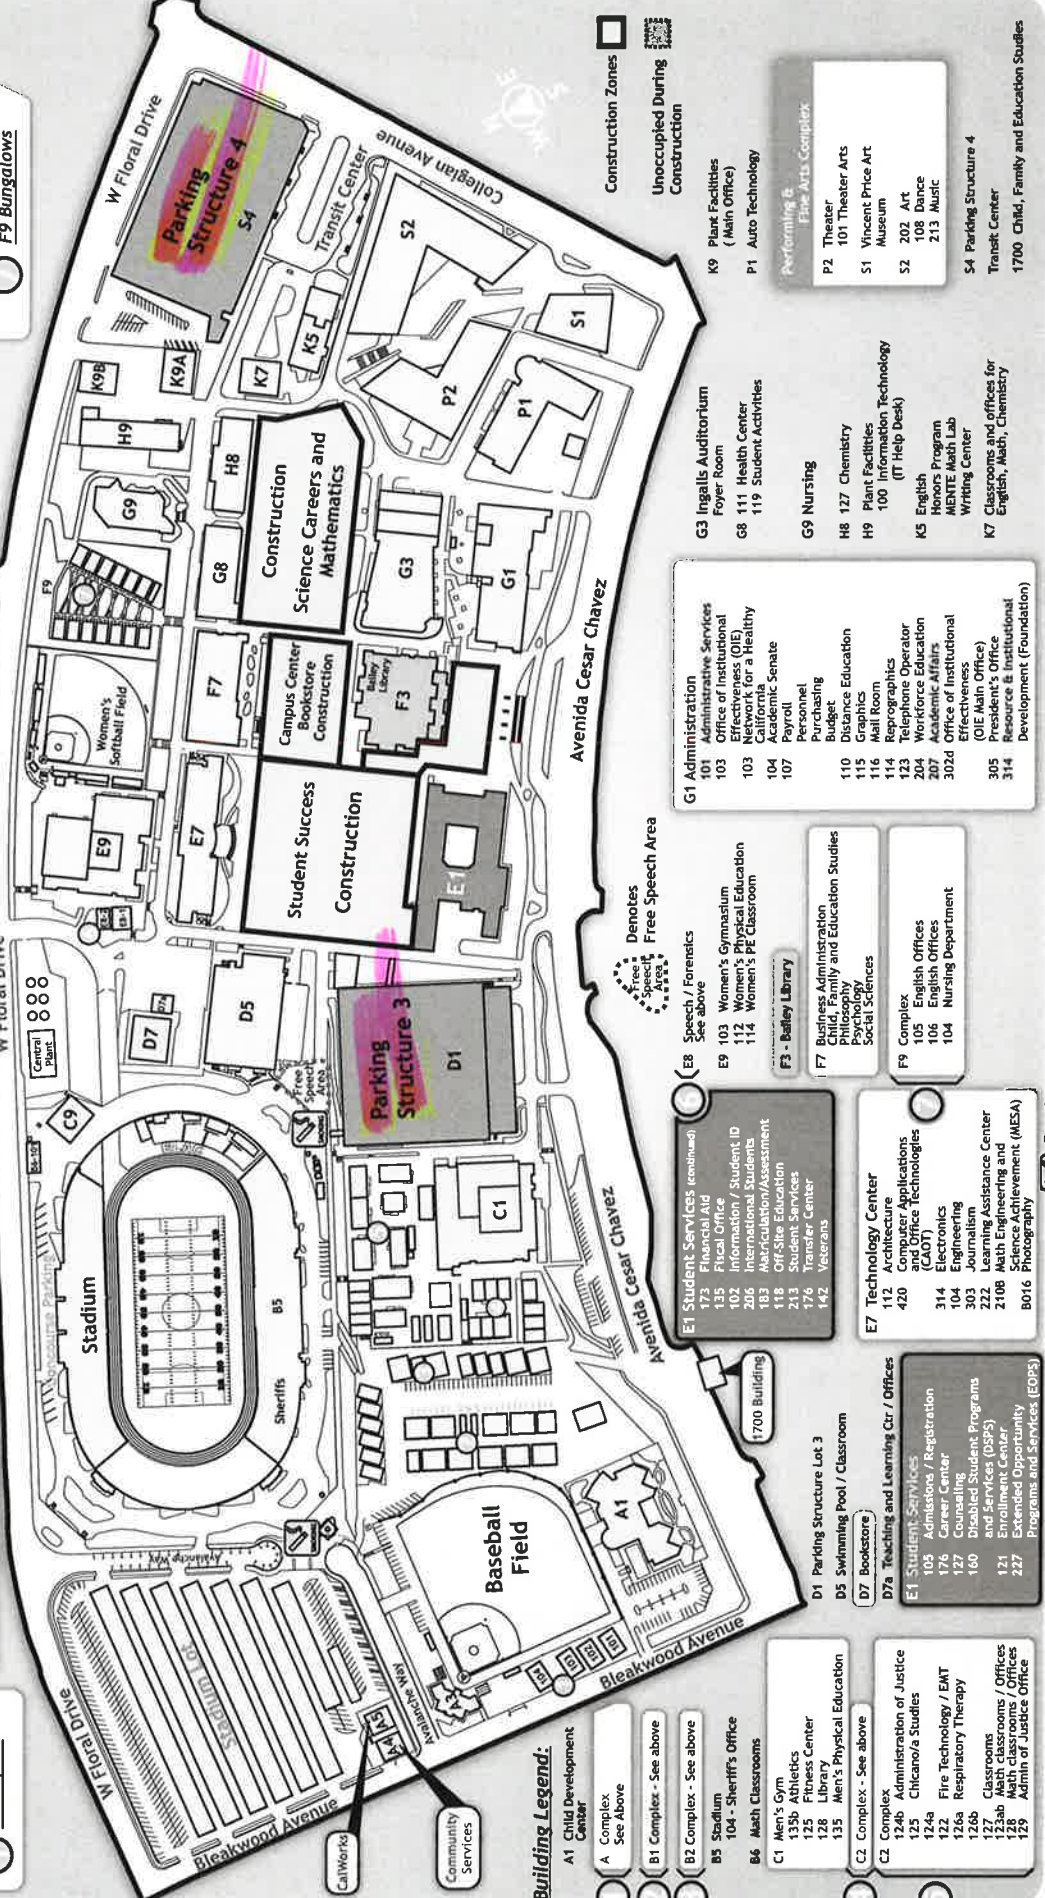 F9 Bungalows
W Floral Drive
W Floral Drive
W Floral Drive
Parking
Structure 4
S4
Transit Center
Collegian Avenue
S2
K9B
K9A
K7
K5
H9
H8
G9
G8
F9
F7
P2
S1
P1
G3
G1
Construction
Science Careers and
Mathematics
Campus Center
Bookstore
Construction
Bailey
Library
F3
Women's
Softball Field
E9
E7
Student Success
Construction
E1
Avenida Cesar Chavez
Central
Plant
D7
D7a
D5
Free
Speech
Area
Parking
Structure 3
D1
C9
C1
Stadium
B5
Sheriffs
Concourse Parking
Avenida Cesar Chavez
1700 Building
Baseball
Field
A1
Avalanche Way
Stadium Lot
Avalanche Way
A5
A4
A3
104
103
102
101
Bleakwood Avenue
Bleakwood Avenue
CalWorks
Community
Services
Construction Zones
Unoccupied During
Construction
Free
Speech
Area
Denotes
Free Speech Area
Building Legend:
A1 Child Development
Center
A Complex
See Above
B1 Complex - See above
B2 Complex - See above
B5 Stadium
104 - Sheriff's Office
B6 Math Classrooms
C1 Men's Gym
135b Athletics
125 Fitness Center
128 Library
135 Men's Physical Education
C2 Complex - See above
C2 Complex
124b Administration of Justice
125 Chicano/a Studies
124a
122 Fire Technology / EMT
126a Respiratory Therapy
126b
127 Classrooms
123ab Math classrooms / Offices
128 Math classrooms / Offices
129 Admin of Justice Office
D1 Parking Structure Lot 3
D5 Swimming Pool / Classroom
D7 Bookstore
D7a Teaching and Learning Ctr / Offices
E1 Student Services
105 Admissions / Registration
176 Career Center
127 Counseling
160 Disabled Student Programs
and Services (DSPS)
121 Enrollment Center
227 Extended Opportunity
Programs and Services (EOPS)
E1 Student Services (continued)
173 Financial Aid
135 Fiscal Office
102 Information / Student ID
206 International Students
183 Matriculation/Assessment
118 Off-Site Education
213 Student Services
176 Transfer Center
142 Veterans
E7 Technology Center
112 Architecture
420 Computer Applications
and Office Technologies
(CAOT)
314 Electronics
104 Engineering
303 Journalism
222 Learning Assistance Center
210B Math Engineering and
Science Achievement (MESA)
B016 Photography
E8 Speech / Forensics
See above
E9 103 Women's Gymnasium
112 Women's Physical Education
114 Women's PE Classroom
F3 - Bailey Library
F7 Business Administration
Child, Family and Education Studies
Philosophy
Psychology
Social Sciences
F9 Complex
105 English Offices
106 English Offices
104 Nursing Department
G1 Administration
101 Administrative Services
103 Office of Institutional
Effectiveness (OIE)
103 Network for a Healthy
California
104 Academic Senate
107 Payroll
Personnel
Purchasing
Budget
110 Distance Education
115 Graphics
116 Mail Room
114 Reprographics
123 Telephone Operator
204 Workforce Education
207 Academic Affairs
302d Office of Institutional
Effectiveness
(OIE Main Office)
305 President's Office
314 Resource & Institutional
Development (Foundation)
G3 Ingalls Auditorium
Foyer Room
G8 111 Health Center
119 Student Activities
G9 Nursing
H8 127 Chemistry
H9 Plant Facilities
100 Information Technology
(IT Help Desk)
K5 English
Honors Program
MENTE Math Lab
Writing Center
K7 Classrooms and offices for
English, Math, Chemistry
K9 Plant Facilities
( Main Office)
P1 Auto Technology
Performing &
Fine Arts Complex
P2 Theater
101 Theater Arts
S1 Vincent Price Art
Museum
S2 202 Art
108 Dance
213 Music
S4 Parking Structure 4
Transit Center
1700 Child, Family and Education Studies